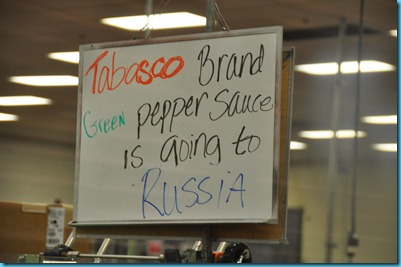 Tabasco Brand
Green pepper sauce
is going to
RUSSIA